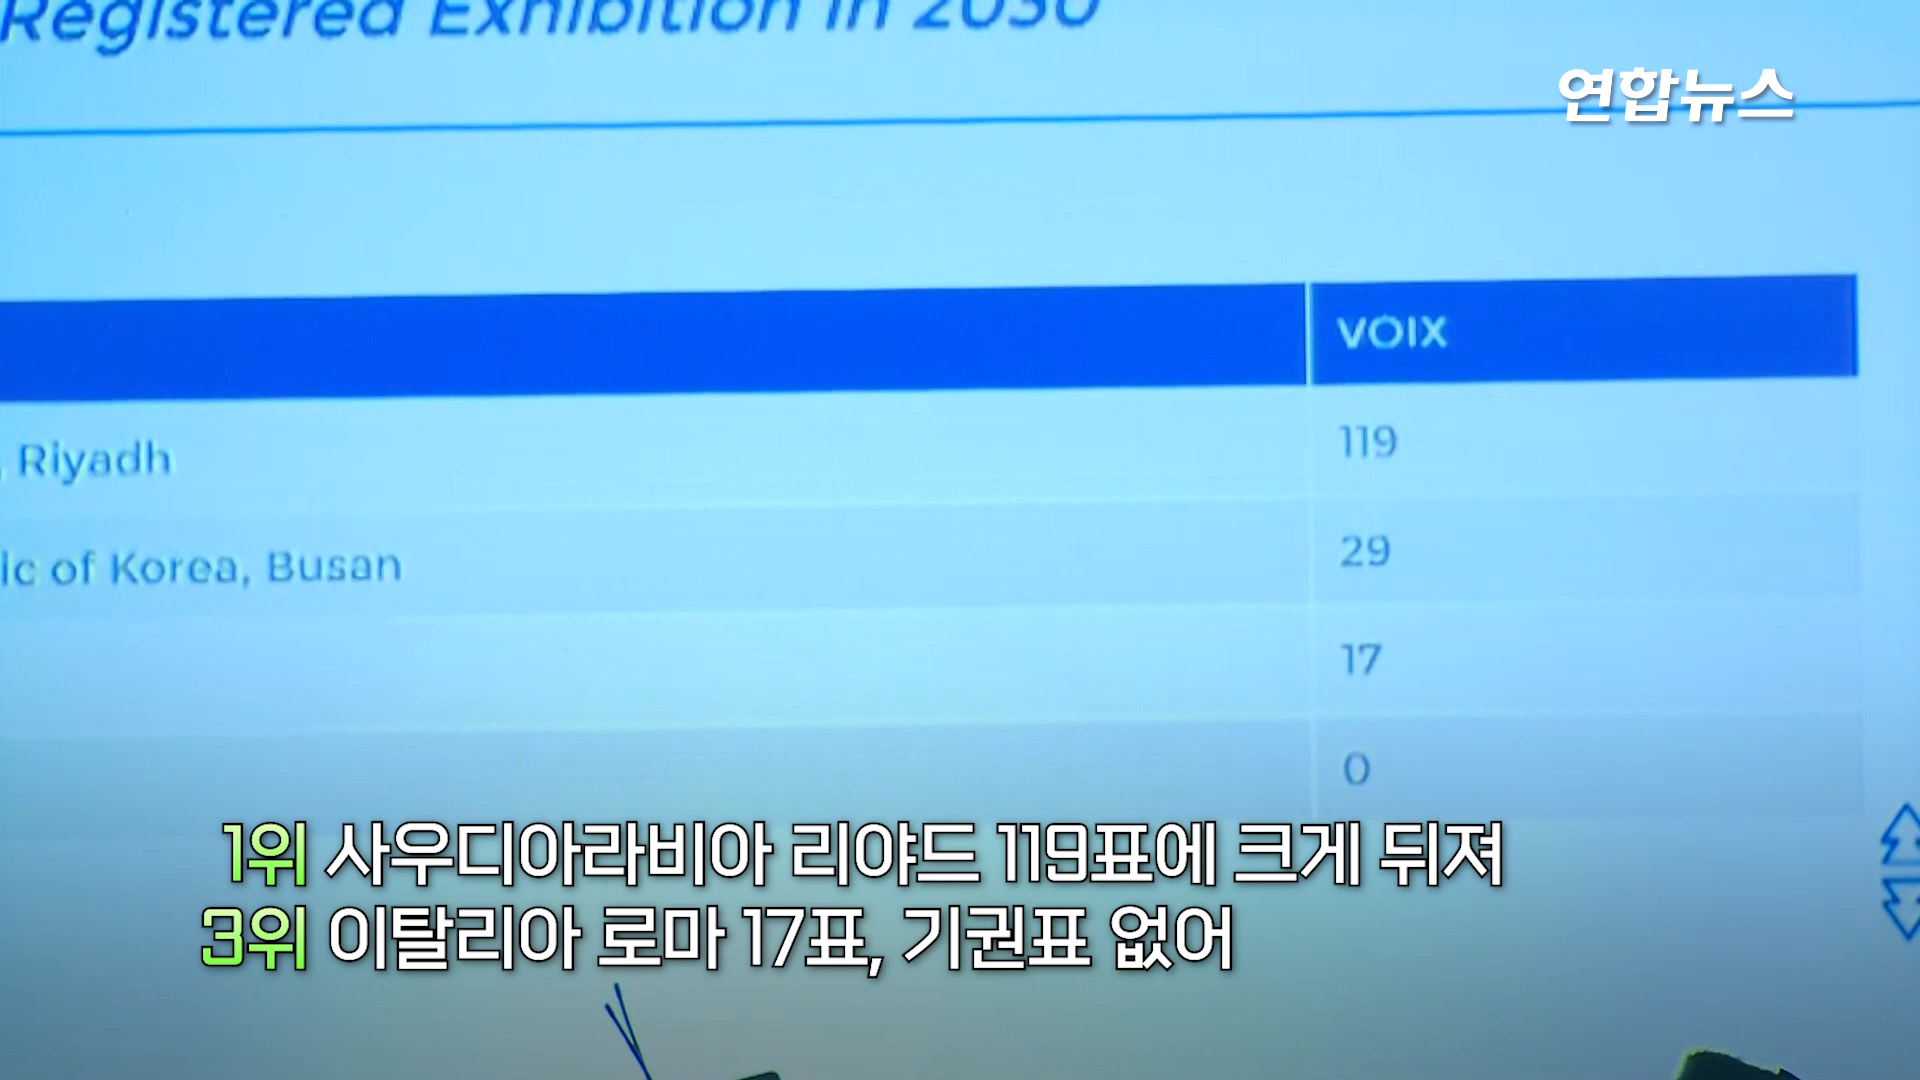 Registered Exhibition in 2030
연합뉴스
VOIX
, Riyadh
119
ic of Korea, Busan
29
17
0
1위 사우디아라비아 리야드 119표에 크게 뒤져
3위 이탈리아 로마 17표, 기권표 없어